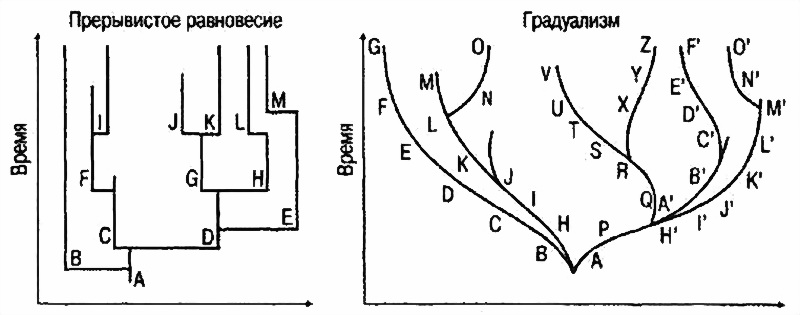 Прерывистое равновесие
Время
I
J
K
L
M
F
G
H
C
D
E
B
A
Градуализм
Время
G
O
V
Z
F'
O'
M
N
Y
E'
N'
F
U
X
D'
M'
L
T
E
K
S
C'
L'
J
R
B'
K'
D
I
Q
A'
J'
C
H
P
I'
H'
B
A